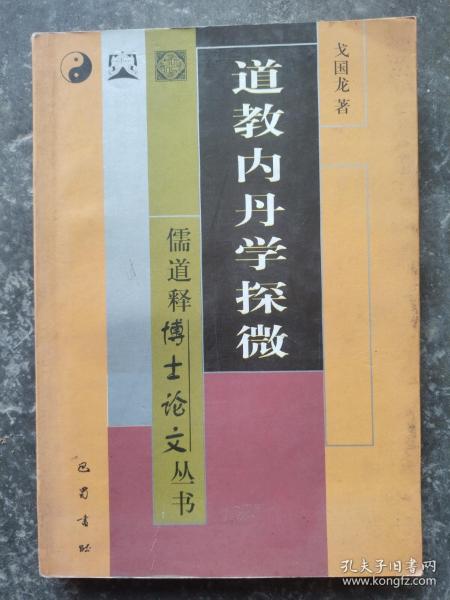 道教内丹学探微
戈国龙 著
儒道释博士论文丛书
巴蜀书社
孔夫子旧书网
www.kongfz.com